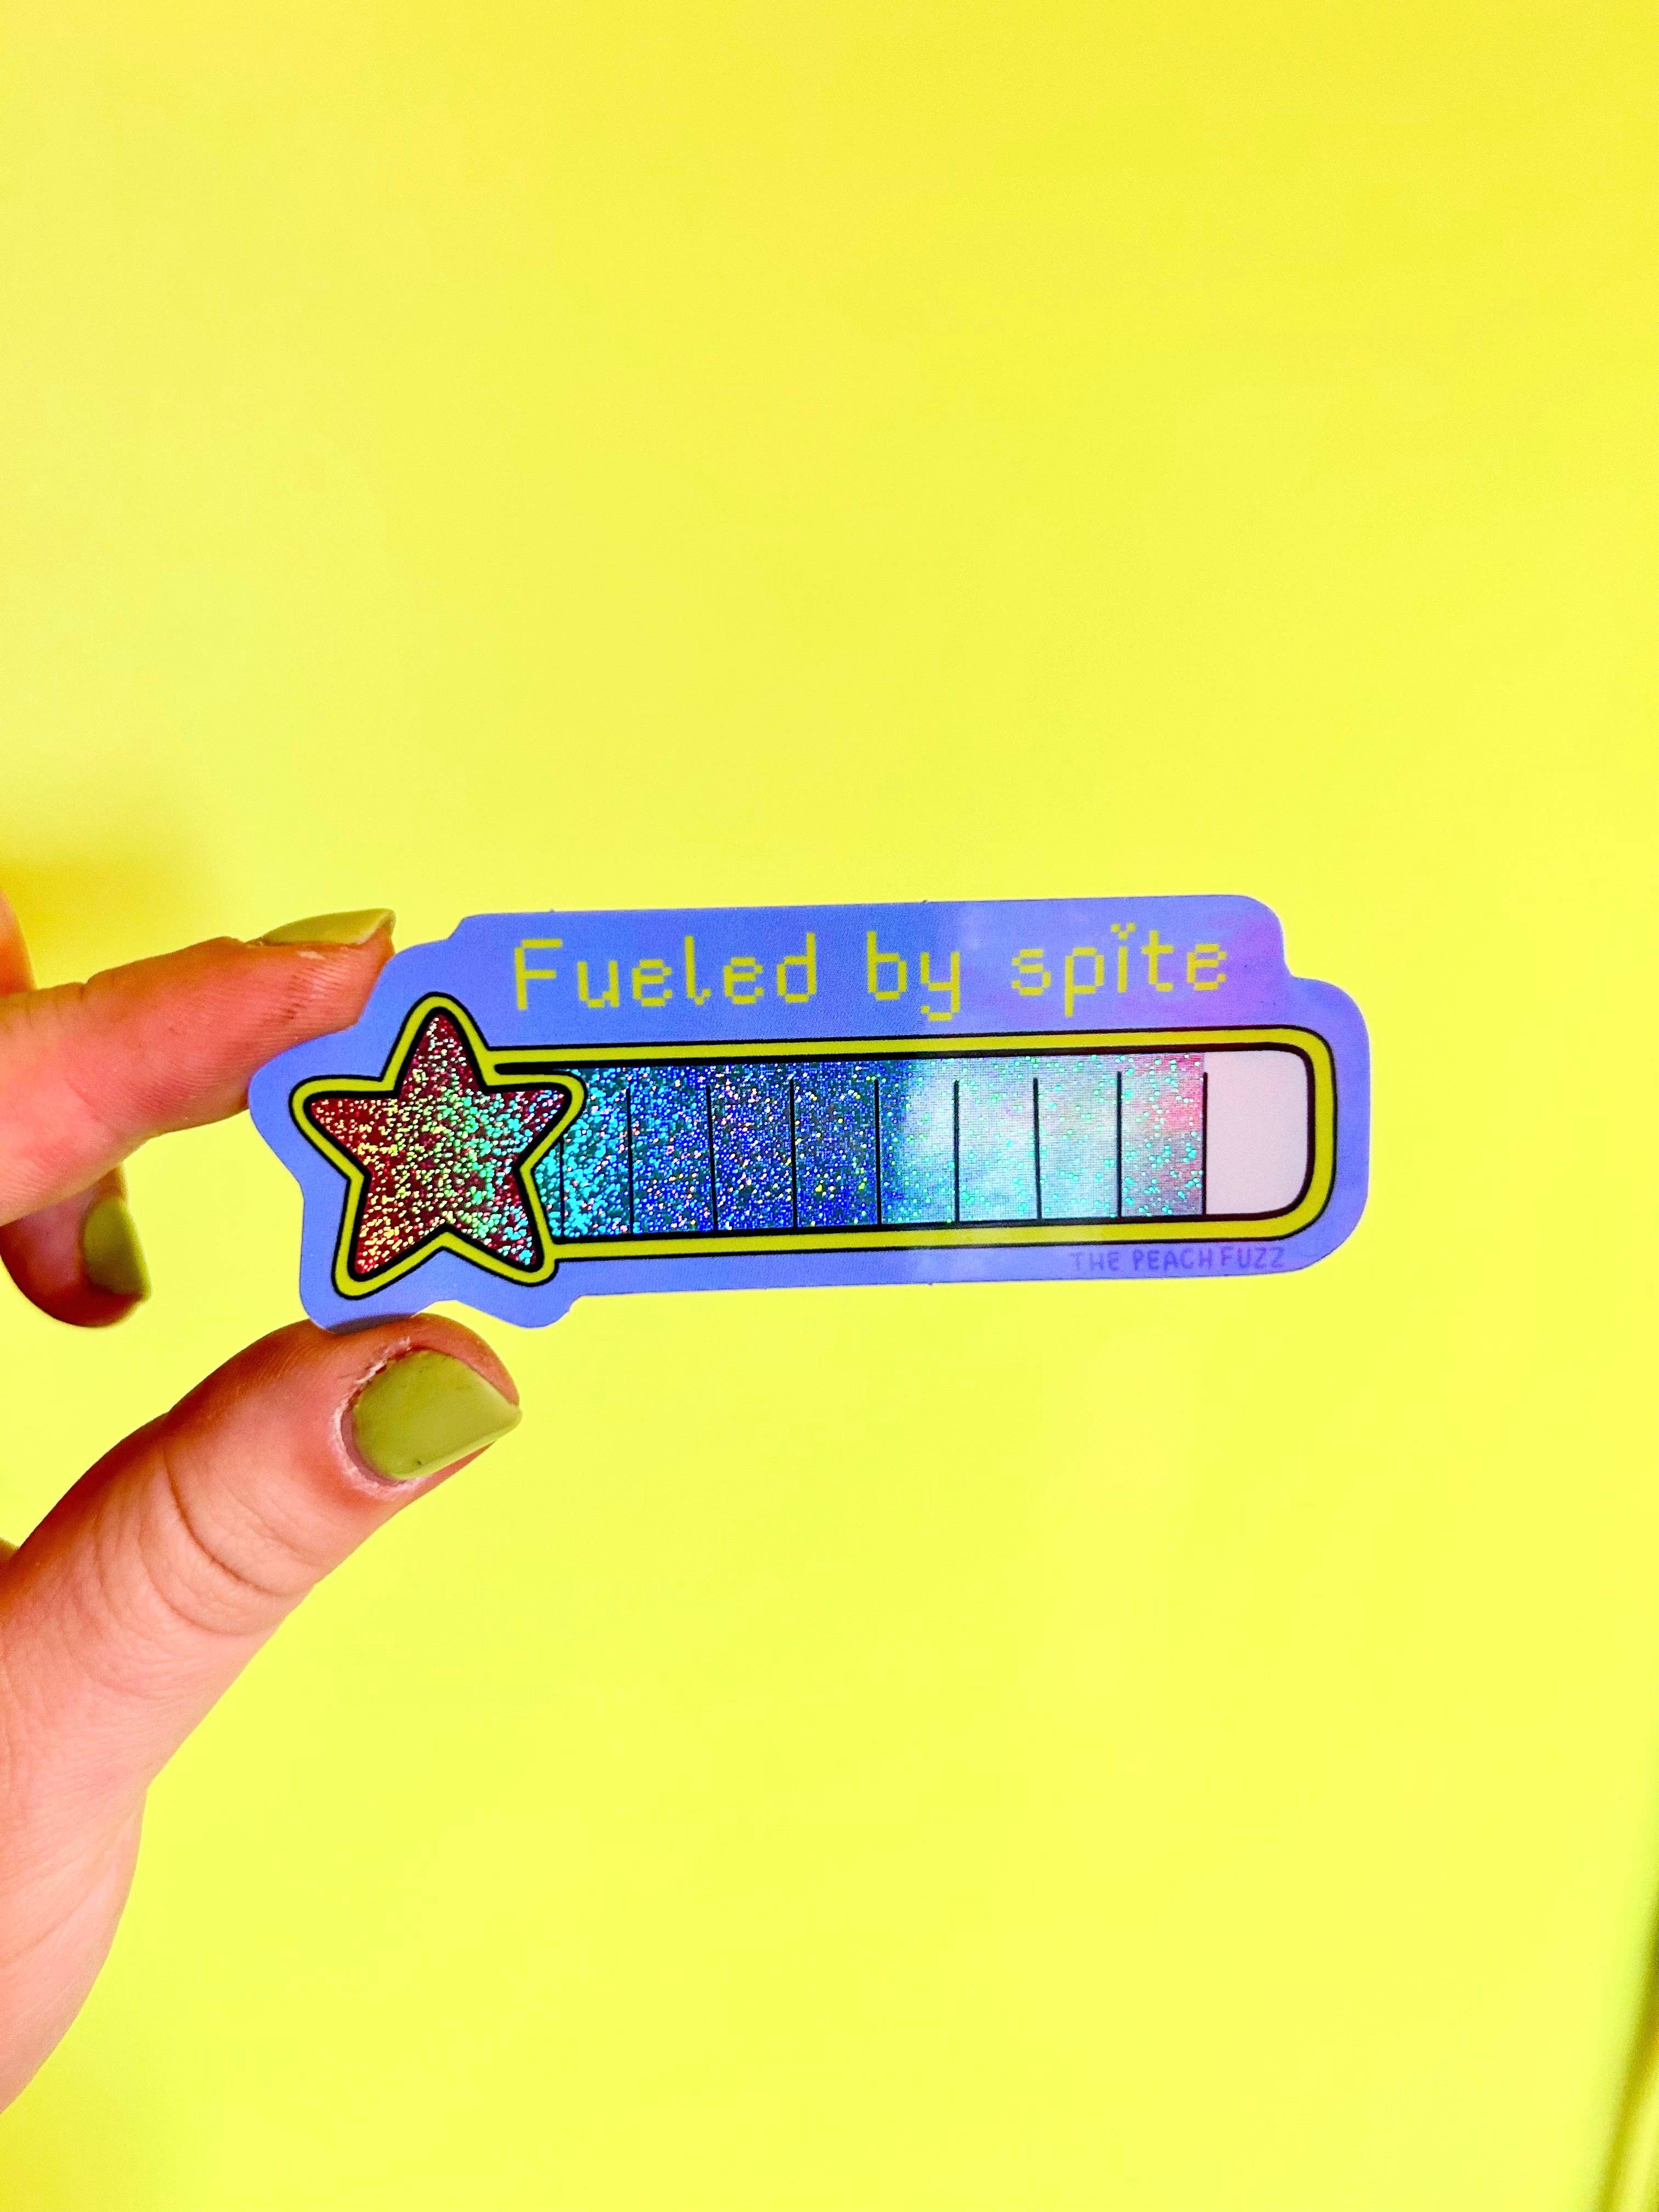 Fueled by spite
THE PEACH FUZZ